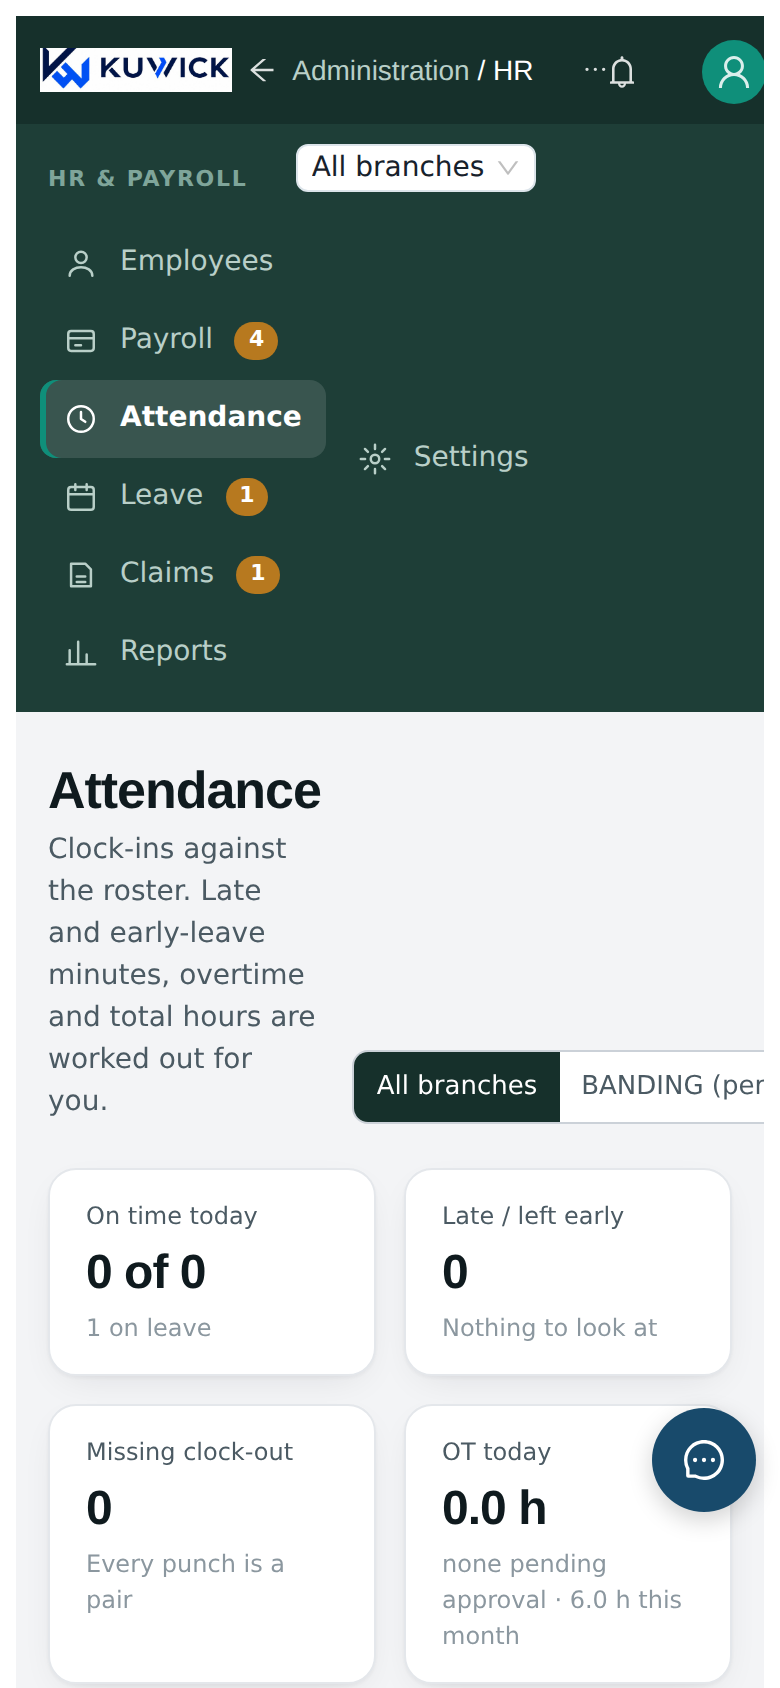 KUWICK
Administration / HR
HR & PAYROLL
All branches
Employees
Payroll 4
Attendance
Settings
Leave 1
Claims 1
Reports
Attendance
Clock-ins against
the roster. Late
and early-leave
minutes, overtime
and total hours are
worked out for
you.
All branches
BANDING (per
On time today
0 of 0
1 on leave
Late / left early
0
Nothing to look at
Missing clock-out
0
Every punch is a
pair
OT today
0.0 h
none pending
approval · 6.0 h this
month